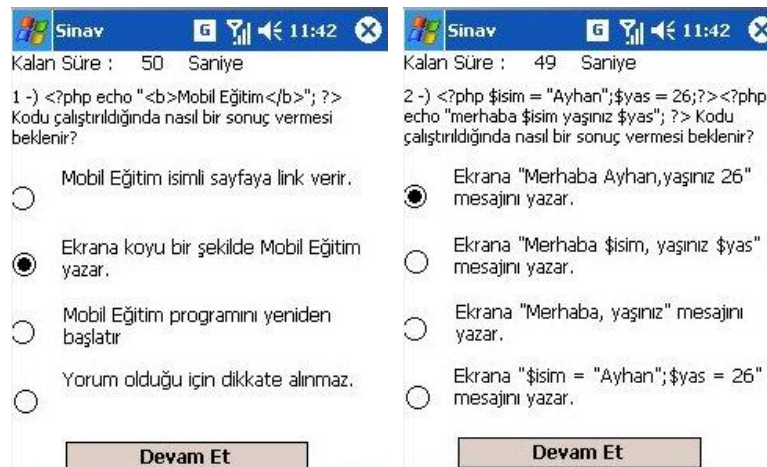 Sinav
G
11:42
Kalan Süre : 50 Saniye
1 -) <?php echo "<b>Mobil Eğitim</b>"; ?>
Kodu çalıştırıldığında nasıl bir sonuç vermesi
beklenir?
Mobil Eğitim isimli sayfaya link verir.
Ekrana koyu bir şekilde Mobil Eğitim
yazar.
Mobil Eğitim programını yeniden
başlatır
Yorum olduğu için dikkate alınmaz.
Devam Et
Sinav
G
11:42
Kalan Süre : 49 Saniye
2 -) <?php $isim = "Ayhan";$yas = 26;?><?php
echo "merhaba $isim yaşınız $yas"; ?> Kodu
çalıştırıldığında nasıl bir sonuç vermesi beklenir?
Ekrana "Merhaba Ayhan,yaşınız 26"
mesajını yazar.
Ekrana "Merhaba $isim, yaşınız $yas"
mesajını yazar.
Ekrana "Merhaba, yaşınız" mesajını
yazar.
Ekrana "$isim = "Ayhan";$yas = 26"
mesajını yazar.
Devam Et